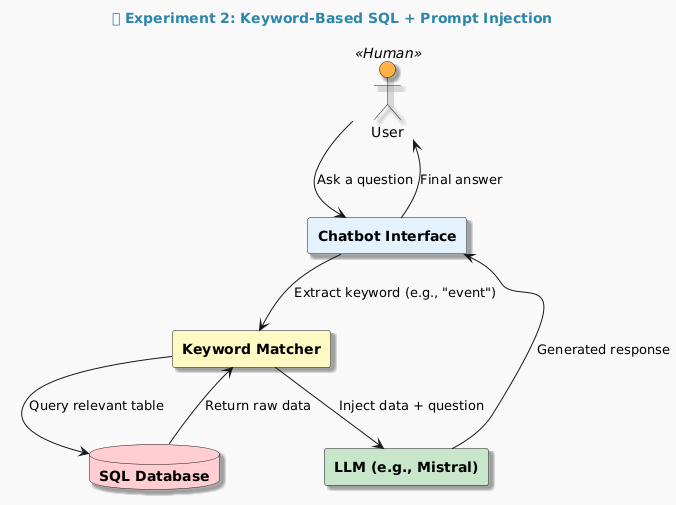 Experiment 2: Keyword-Based SQL + Prompt Injection
«Human»
User
Ask a question
Final answer
Chatbot Interface
Extract keyword (e.g., "event")
Keyword Matcher
Generated response
Query relevant table
Return raw data
Inject data + question
SQL Database
LLM (e.g., Mistral)